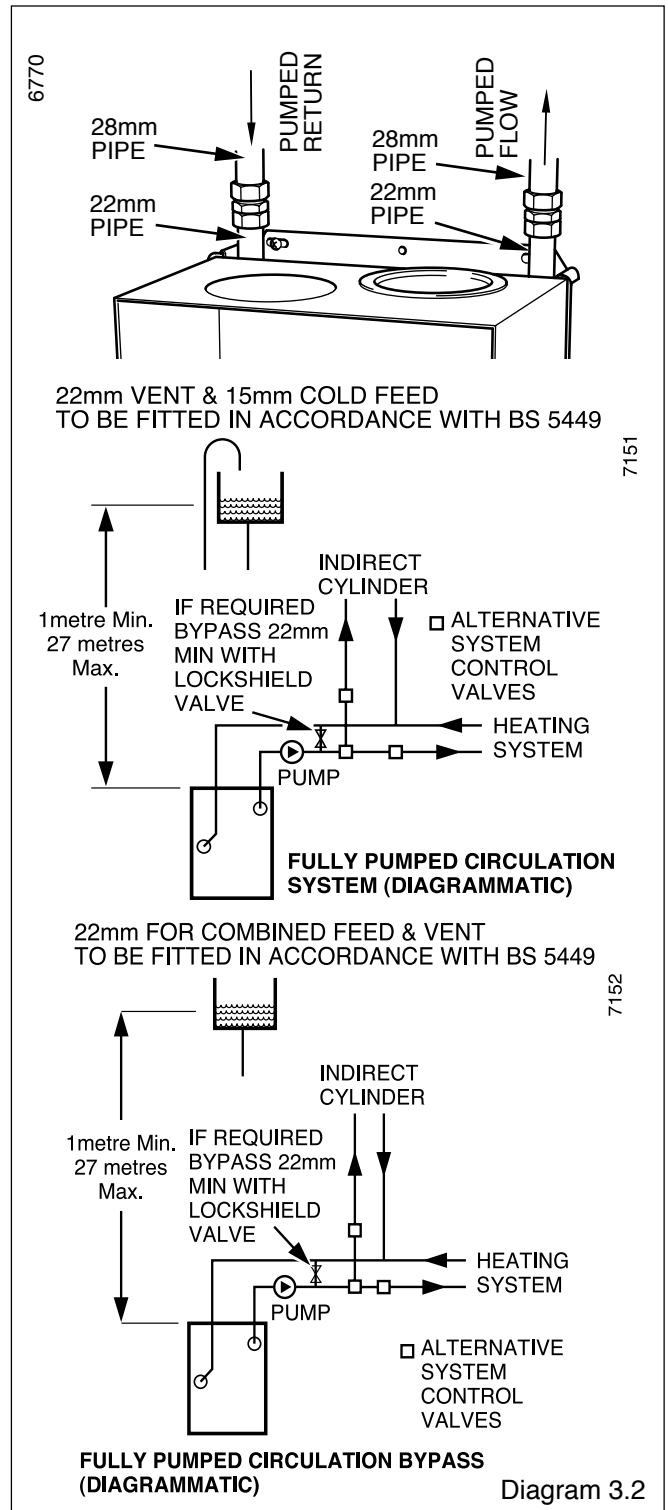 6770
28mm
PIPE
PUMPED
RETURN
28mm
PIPE
PUMPED
FLOW
22mm
PIPE
22mm
PIPE
22mm VENT & 15mm COLD FEED
TO BE FITTED IN ACCORDANCE WITH BS 5449
7151
INDIRECT
CYLINDER
1metre Min.
27 metres
Max.
IF REQUIRED
BYPASS 22mm
MIN WITH
LOCKSHIELD
VALVE
ALTERNATIVE
SYSTEM
CONTROL
VALVES
HEATING
SYSTEM
PUMP
FULLY PUMPED CIRCULATION
SYSTEM (DIAGRAMMATIC)
22mm FOR COMBINED FEED & VENT
TO BE FITTED IN ACCORDANCE WITH BS 5449
7152
INDIRECT
CYLINDER
1metre Min.
27 metres
Max.
IF REQUIRED
BYPASS 22mm
MIN WITH
LOCKSHIELD
VALVE
HEATING
SYSTEM
PUMP
ALTERNATIVE
SYSTEM
CONTROL
VALVES
FULLY PUMPED CIRCULATION BYPASS
(DIAGRAMMATIC)
Diagram 3.2